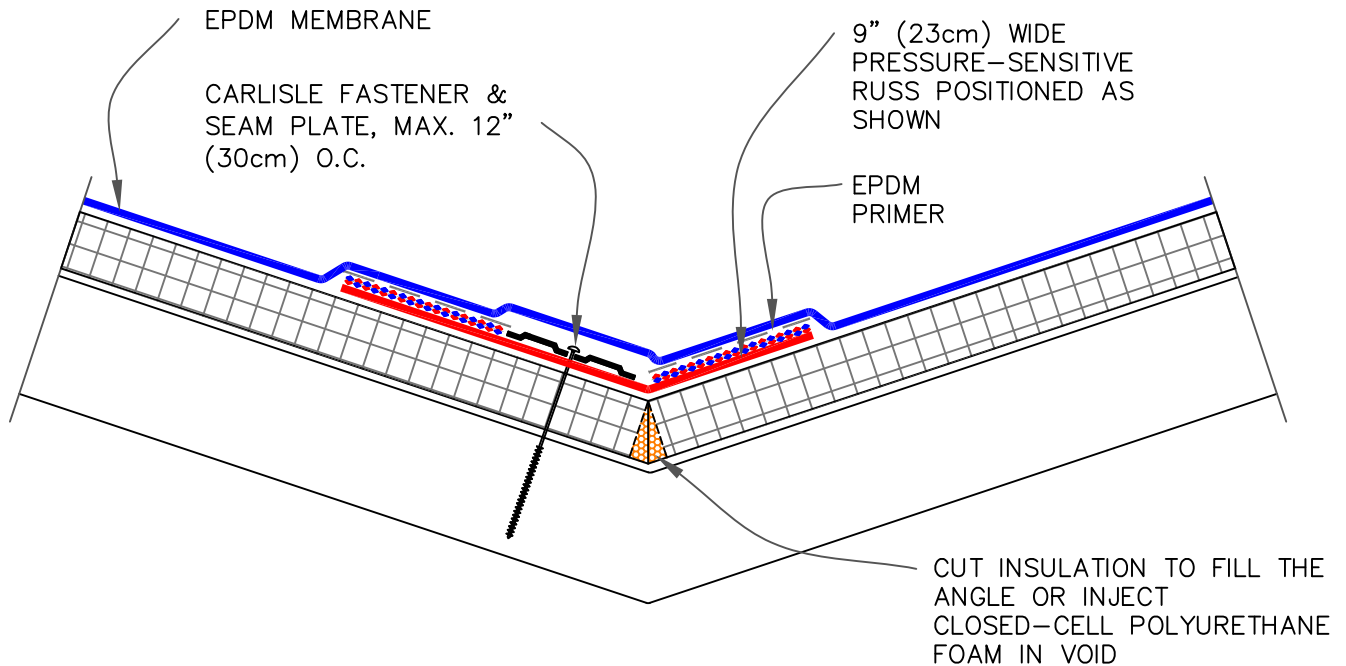 EPDM MEMBRANE
CARLISLE FASTENER &
SEAM PLATE, MAX. 12”
(30cm) O.C.
9” (23cm) WIDE
PRESSURE–SENSITIVE
RUSS POSITIONED AS
SHOWN
EPDM
PRIMER
CUT INSULATION TO FILL THE
ANGLE OR INJECT
CLOSED–CELL POLYURETHANE
FOAM IN VOID